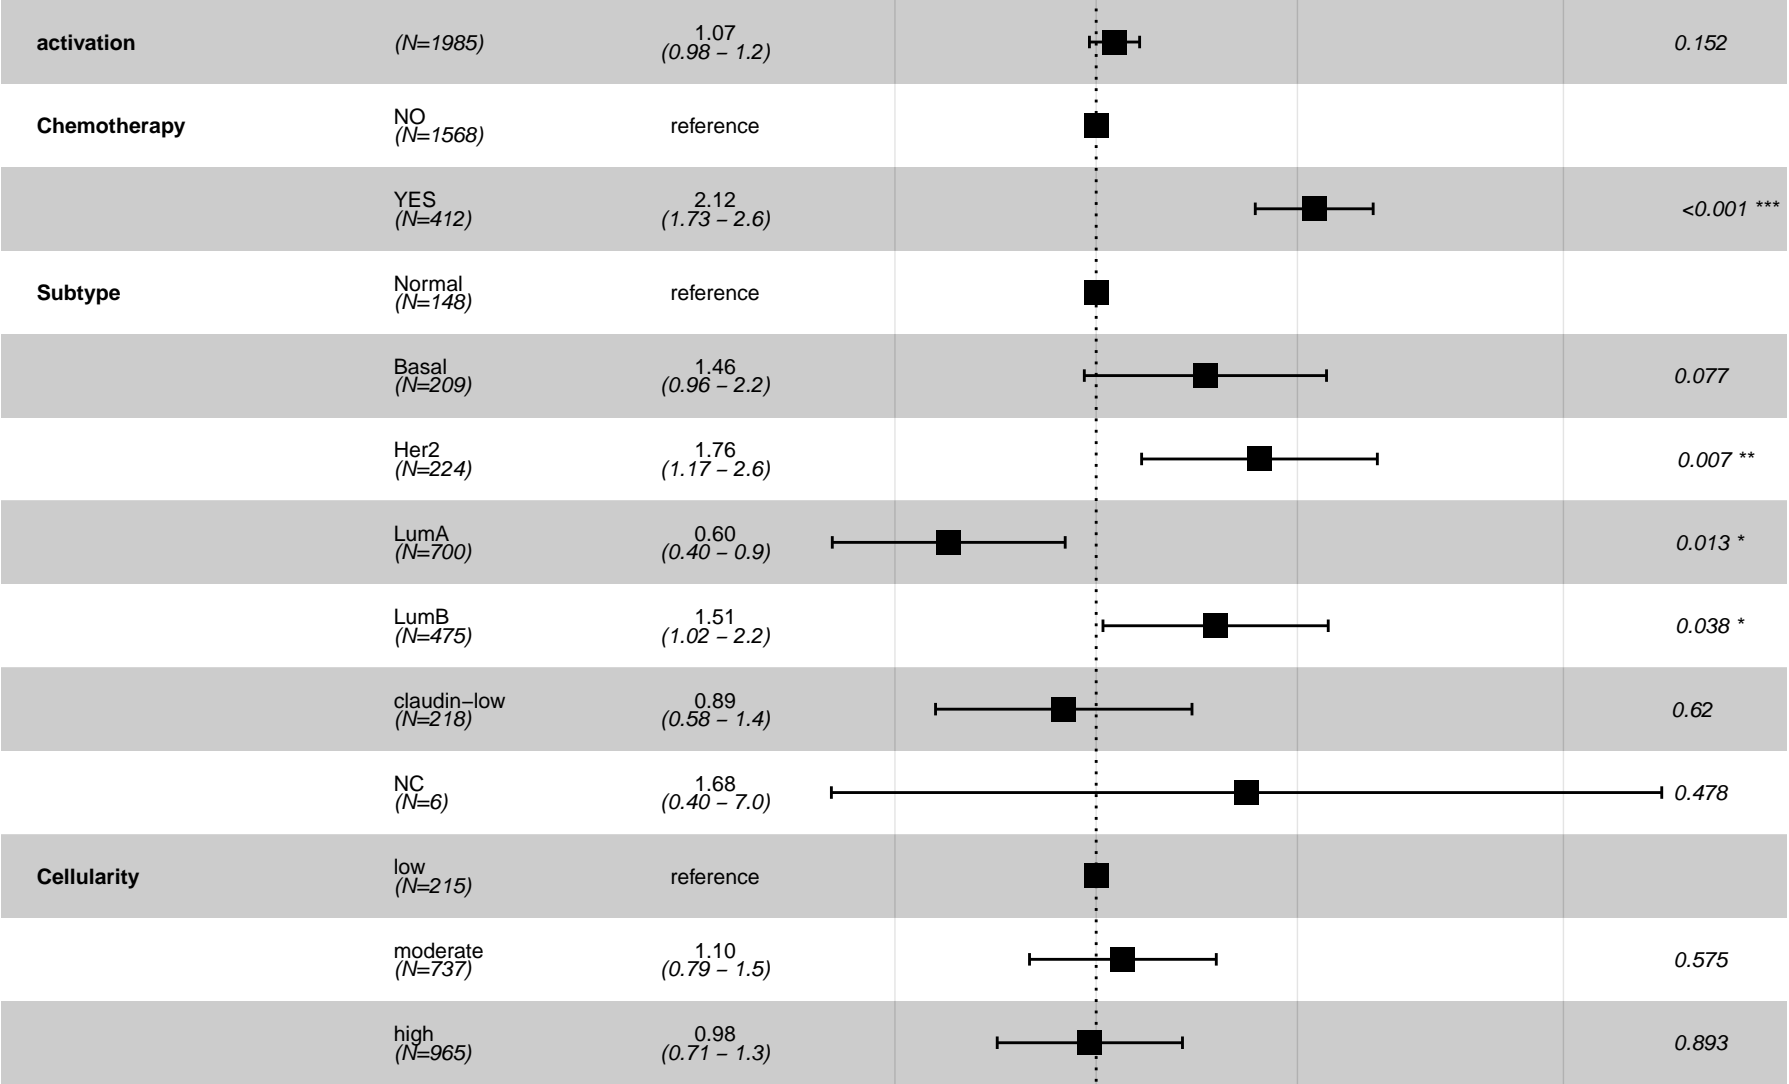 activation (N=1985) 1.07 0.152
(0.98 – 1.2)
Chemotherapy NO reference
(N=1568)
YES 2.12 <0.001 ***
(N=412) (1.73 – 2.6)
Subtype Normal reference
(N=148)
Basal 1.46 0.077
(N=209) (0.96 – 2.2)
Her2 1.76 0.007 **
(N=224) (1.17 – 2.6)
LumA 0.60 0.013 *
(N=700) (0.40 – 0.9)
LumB 1.51 0.038 *
(N=475) (1.02 – 2.2)
claudin−low 0.89 0.62
(N=218) (0.58 – 1.4)
NC 1.68 0.478
(N=6) (0.40 – 7.0)
Cellularity low reference
(N=215)
moderate 1.10 0.575
(N=737) (0.79 – 1.5)
high 0.98 0.893
(N=965) (0.71 – 1.3)